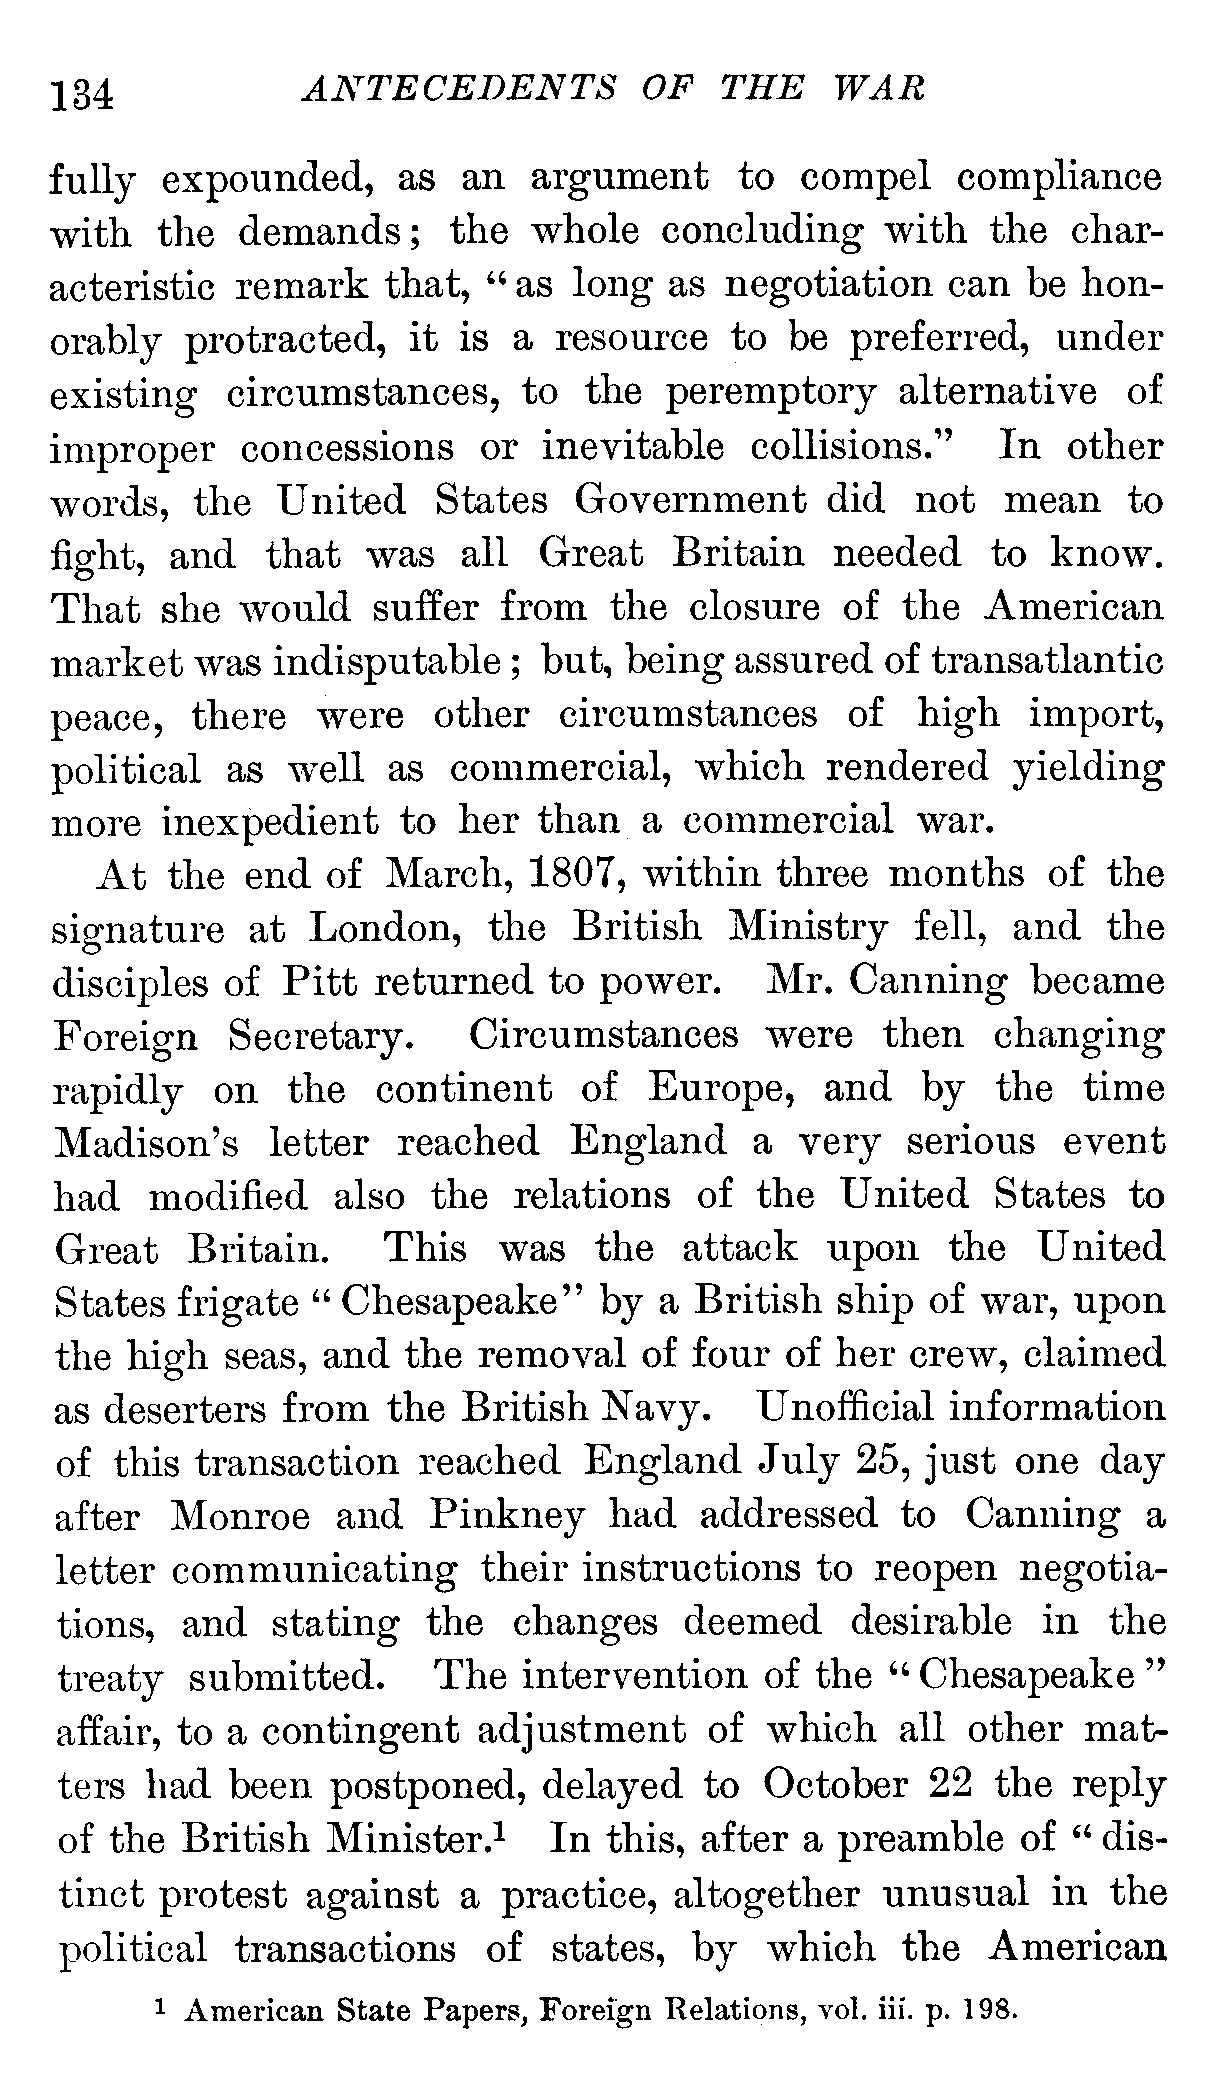 134 ANTECEDENTS OF THE WAR
fully expounded, as an argument to compel compliance
with the demands; the whole concluding with the char-
acteristic remark that, “as long as negotiation can be hon-
orably protracted, it is a resource to be preferred, under
existing circumstances, to the peremptory alternative of
improper concessions or inevitable collisions.” In other
words, the United States Government did not mean to
fight, and that was all Great Britain needed to know.
That she would suffer from the closure of the American
market was indisputable; but, being assured of transatlantic
peace, there were other circumstances of high import,
political as well as commercial, which rendered yielding
more inexpedient to her than a commercial war.
At the end of March, 1807, within three months of the
signature at London, the British Ministry fell, and the
disciples of Pitt returned to power. Mr. Canning became
Foreign Secretary. Circumstances were then changing
rapidly on the continent of Europe, and by the time
Madison’s letter reached England a very serious event
had modified also the relations of the United States to
Great Britain. This was the attack upon the United
States frigate “Chesapeake” by a British ship of war, upon
the high seas, and the removal of four of her crew, claimed
as deserters from the British Navy. Unofficial information
of this transaction reached England July 25, just one day
after Monroe and Pinkney had addressed to Canning a
letter communicating their instructions to reopen negotia-
tions, and stating the changes deemed desirable in the
treaty submitted. The intervention of the “Chesapeake”
affair, to a contingent adjustment of which all other mat-
ters had been postponed, delayed to October 22 the reply
of the British Minister.¹ In this, after a preamble of “dis-
tinct protest against a practice, altogether unusual in the
political transactions of states, by which the American
¹ American State Papers, Foreign Relations, vol. iii. p. 198.